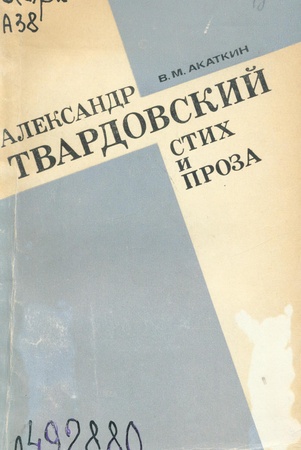 А38
В.М. АКАТКИН
АЛЕКСАНДР
ТВАРДОВСКИЙ
СТИХ
И
ПРОЗА
492880